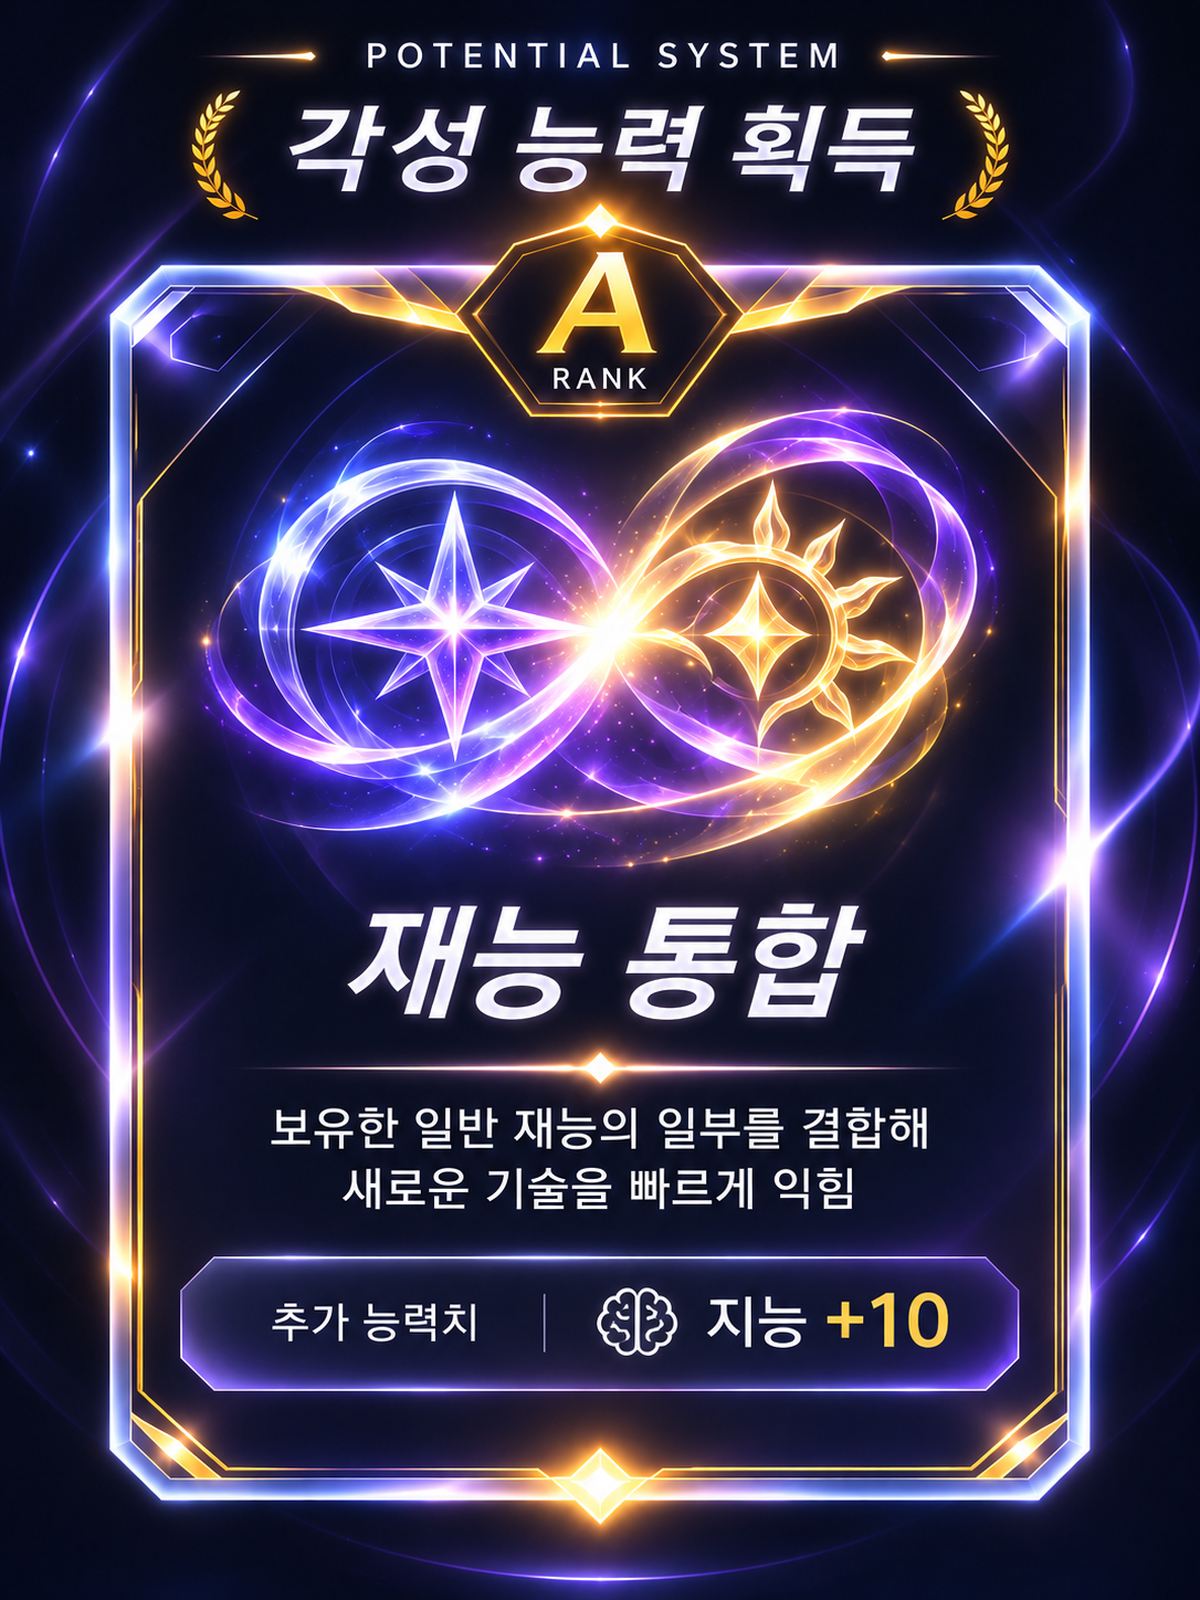 POTENTIAL SYSTEM
각성 능력 획득
A
RANK
재능 통합
보유한 일반 재능의 일부를 결합해
새로운 기술을 빠르게 익힘
추가 능력치 지능 +10